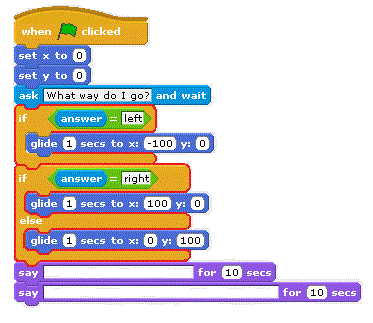 when clicked
set x to 0
set y to 0
ask What way do I go? and wait
if answer = left
glide 1 secs to x: -100 y: 0
if answer = right
glide 1 secs to x: 100 y: 0
else
glide 1 secs to x: 0 y: 100
say for 10 secs
say for 10 secs